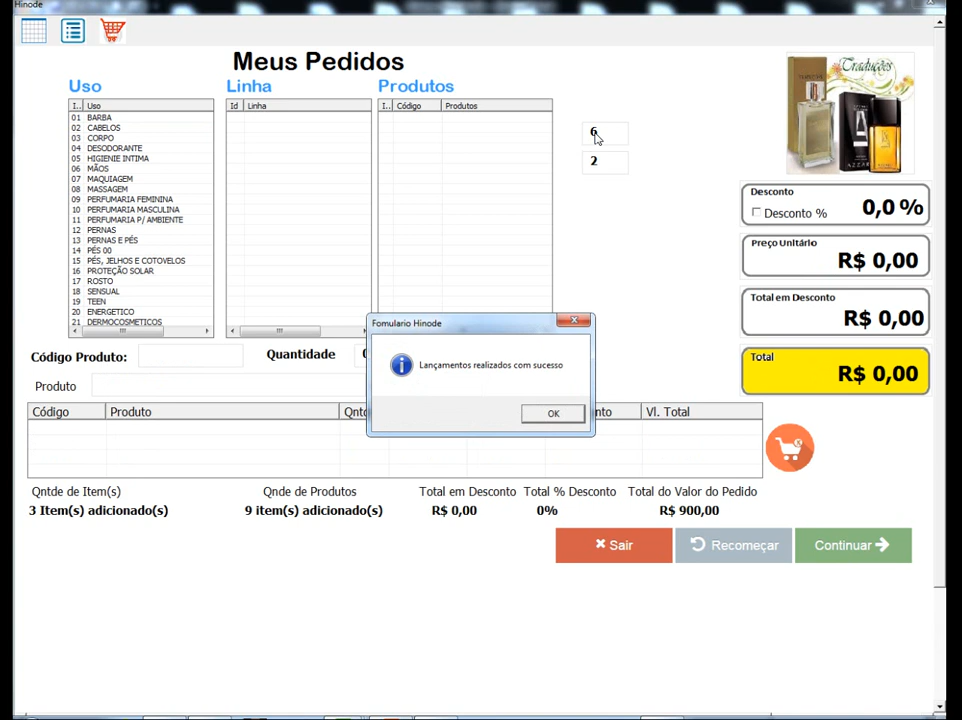 Hinode
Meus Pedidos
Uso
Linha
Produtos
I.. Uso
Id Linha
I.. Código Produtos
01 BARBA
02 CABELOS
03 CORPO
04 DESODORANTE
05 HIGIENIE INTIMA
06 MÃOS
07 MAQUIAGEM
08 MASSAGEM
09 PERFUMARIA FEMININA
10 PERFUMARIA MASCULINA
11 PERFUMARIA P/ AMBIENTE
12 PERNAS
13 PERNAS E PÉS
14 PÉS 00
15 PÉS, JELHOS E COTOVELOS
16 PROTEÇÃO SOLAR
17 ROSTO
18 SENSUAL
19 TEEN
20 ENERGETICO
21 DERMOCOSMETICOS
6
2
Traduções
AZZARO
Desconto
Desconto % 0,0 %
Preço Unitário
R$ 0,00
Total em Desconto
R$ 0,00
Total
R$ 0,00
Fomulario Hinode
Lançamentos realizados com sucesso
OK
Código Produto:
Quantidade 0
Produto
Código Produto Qnto nto Vl. Total
Qntde de Item(s) Qnde de Produtos Total em Desconto Total % Desconto Total do Valor do Pedido
3 Item(s) adicionado(s) 9 item(s) adicionado(s) R$ 0,00 0% R$ 900,00
Sair Recomeçar Continuar